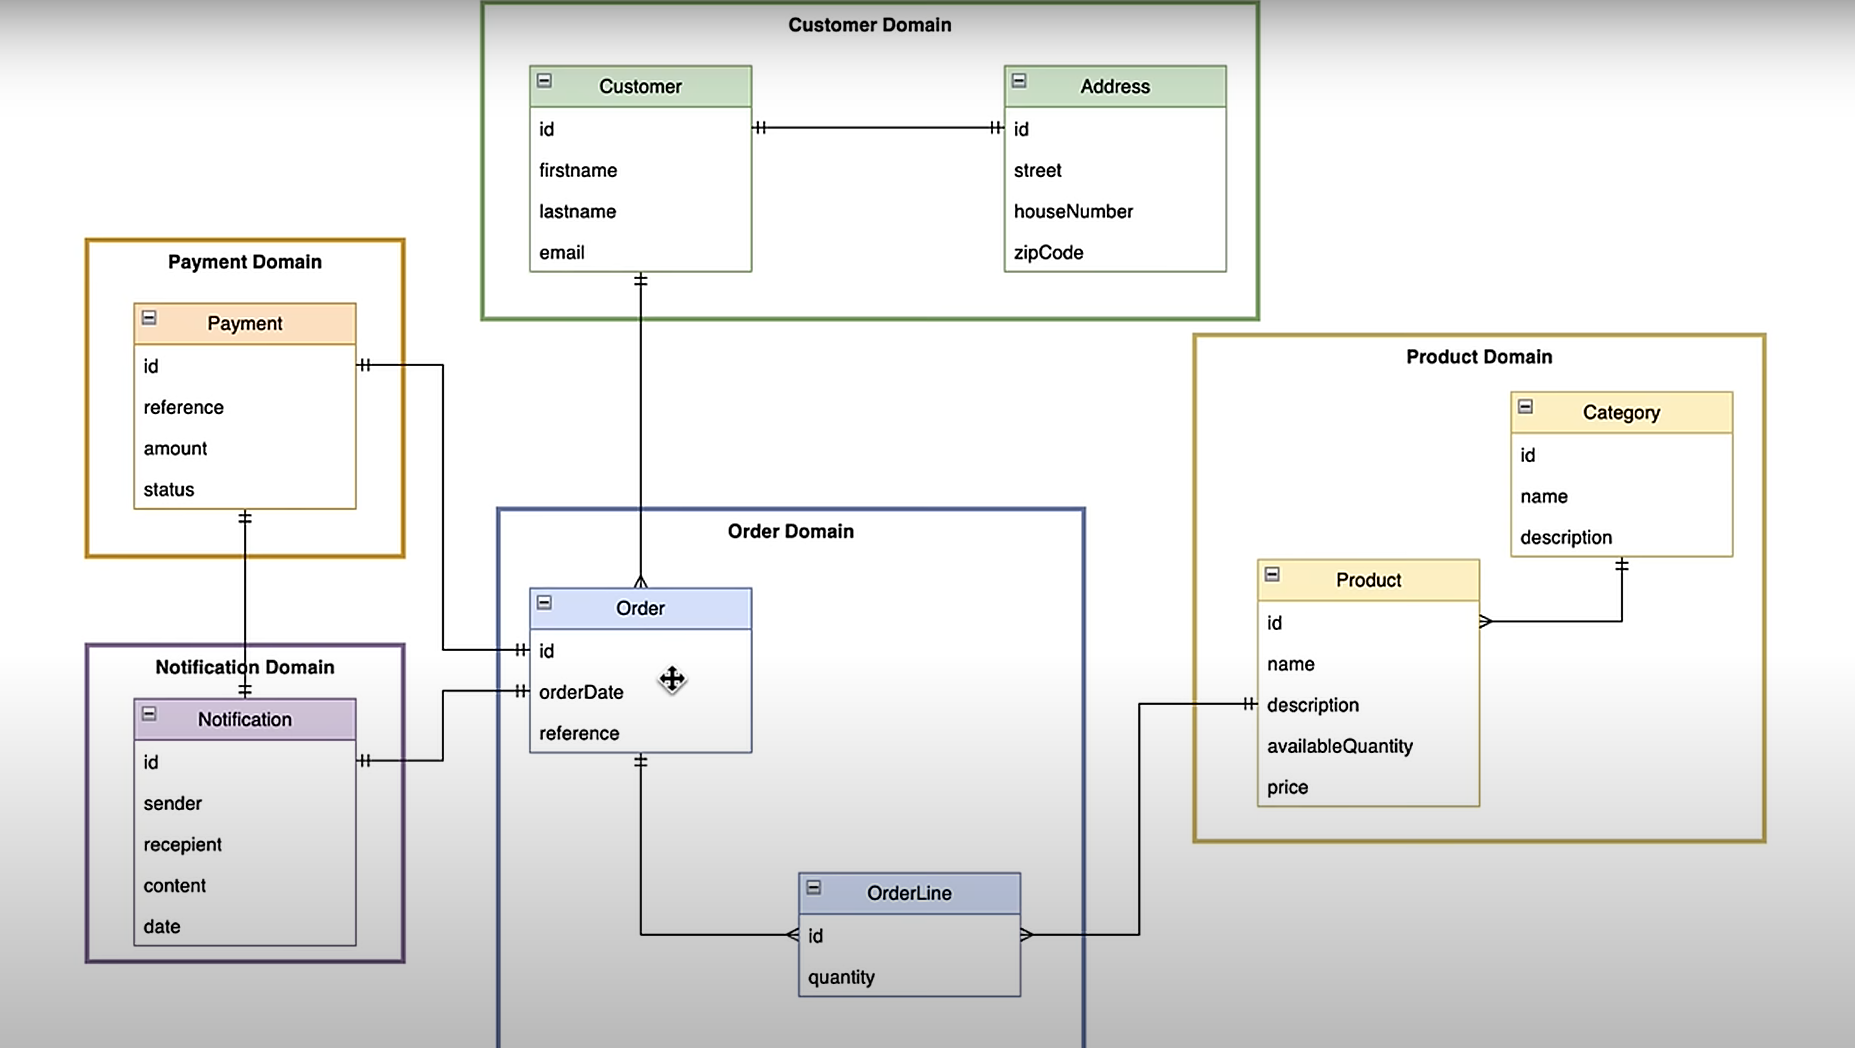 Customer Domain
Customer
id
firstname
lastname
email
Address
id
street
houseNumber
zipCode
Payment Domain
Payment
id
reference
amount
status
Product Domain
Category
id
name
description
Product
id
name
description
availableQuantity
price
Order Domain
Order
id
orderDate
reference
OrderLine
id
quantity
Notification Domain
Notification
id
sender
recepient
content
date